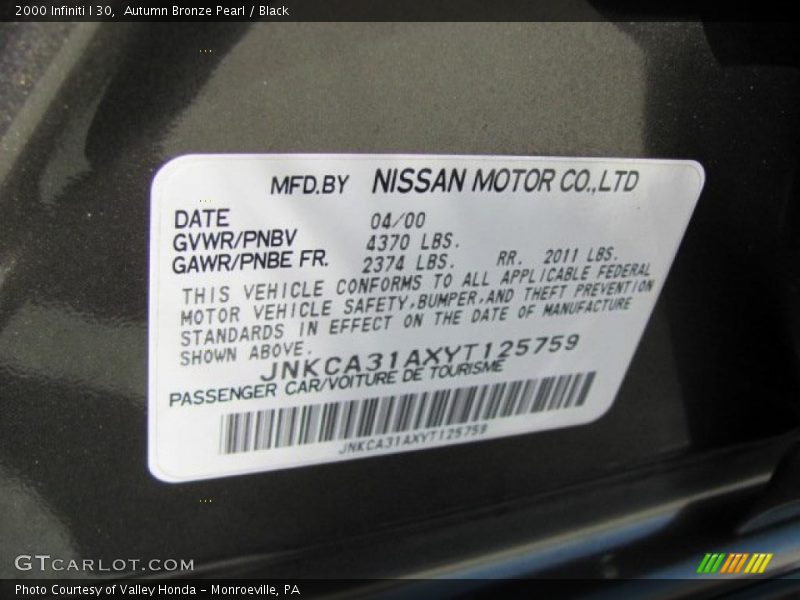 2000 Infiniti I 30,  Autumn Bronze Pearl / Black
MFD.BY NISSAN MOTOR CO.,LTD
DATE 04/00
GVWR/PNBV 4370 LBS.
GAWR/PNBE FR. 2374 LBS. RR. 2011 LBS.
THIS VEHICLE CONFORMS TO ALL APPLICABLE FEDERAL
MOTOR VEHICLE SAFETY,BUMPER,AND THEFT PREVENTION
STANDARDS IN EFFECT ON THE DATE OF MANUFACTURE
SHOWN ABOVE.
JNKCA31AXYT125759
PASSENGER CAR/VOITURE DE TOURISME
JNKCA31AXYT125759
GTCARLOT.COM
Photo Courtesy of Valley Honda - Monroeville, PA